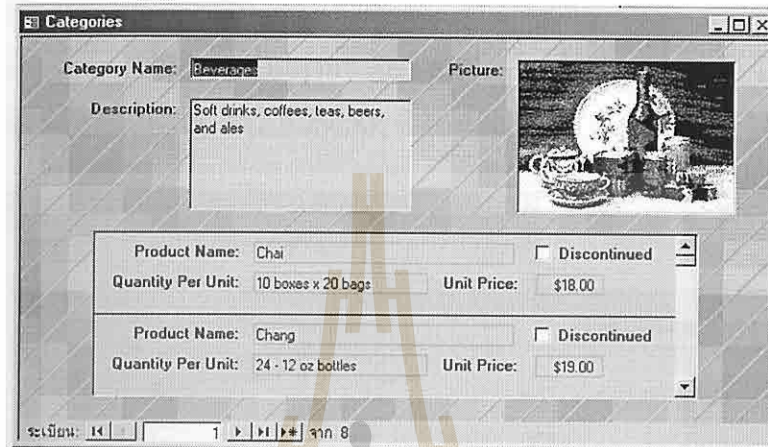 Categories
Category Name: Beverages
Picture:
Description: Soft drinks, coffees, teas, beers,
and ales
Product Name: Chai Discontinued
Quantity Per Unit: 10 boxes x 20 bags Unit Price: $18.00
Product Name: Chang Discontinued
Quantity Per Unit: 24 - 12 oz bottles Unit Price: $19.00
ระเบียน: 1 จาก 8